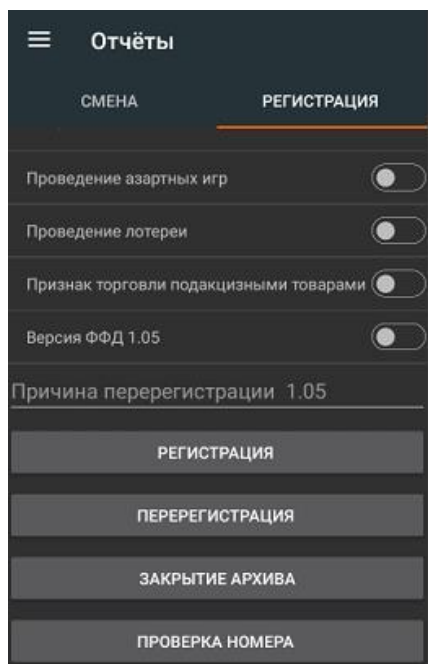 Отчёты
СМЕНА РЕГИСТРАЦИЯ
Проведение азартных игр
Проведение лотереи
Признак торговли подакцизными товарами
Версия ФФД 1.05
Причина перерегистрации 1.05
РЕГИСТРАЦИЯ
ПЕРЕРЕГИСТРАЦИЯ
ЗАКРЫТИЕ АРХИВА
ПРОВЕРКА НОМЕРА